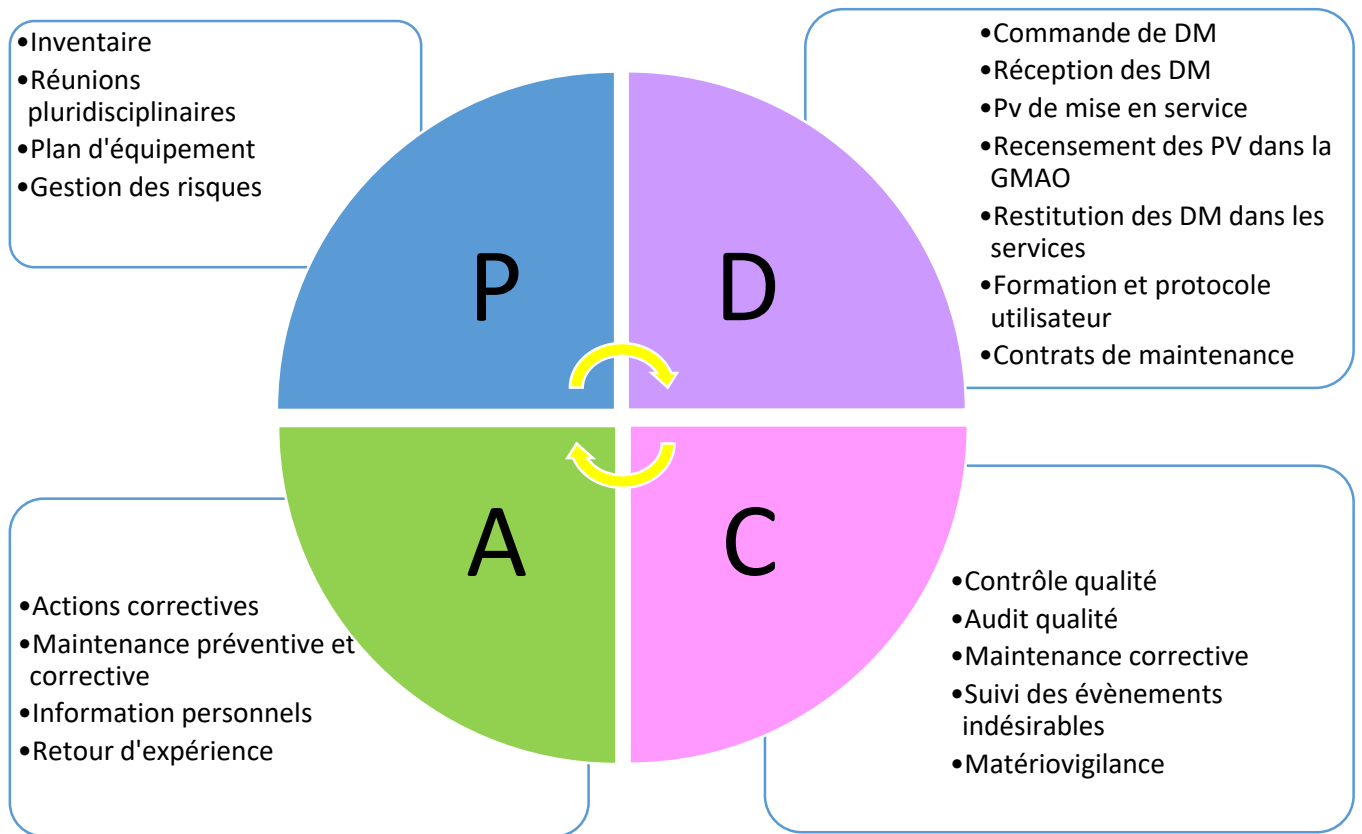 •Inventaire
•Réunions
pluridisciplinaires
•Plan d'équipement
•Gestion des risques
•Commande de DM
•Réception des DM
•Pv de mise en service
•Recensement des PV dans la
GMAO
•Restitution des DM dans les
services
•Formation et protocole
utilisateur
•Contrats de maintenance
P
D
A
C
•Actions correctives
•Maintenance préventive et
corrective
•Information personnels
•Retour d'expérience
•Contrôle qualité
•Audit qualité
•Maintenance corrective
•Suivi des évènements
indésirables
•Matériovigilance